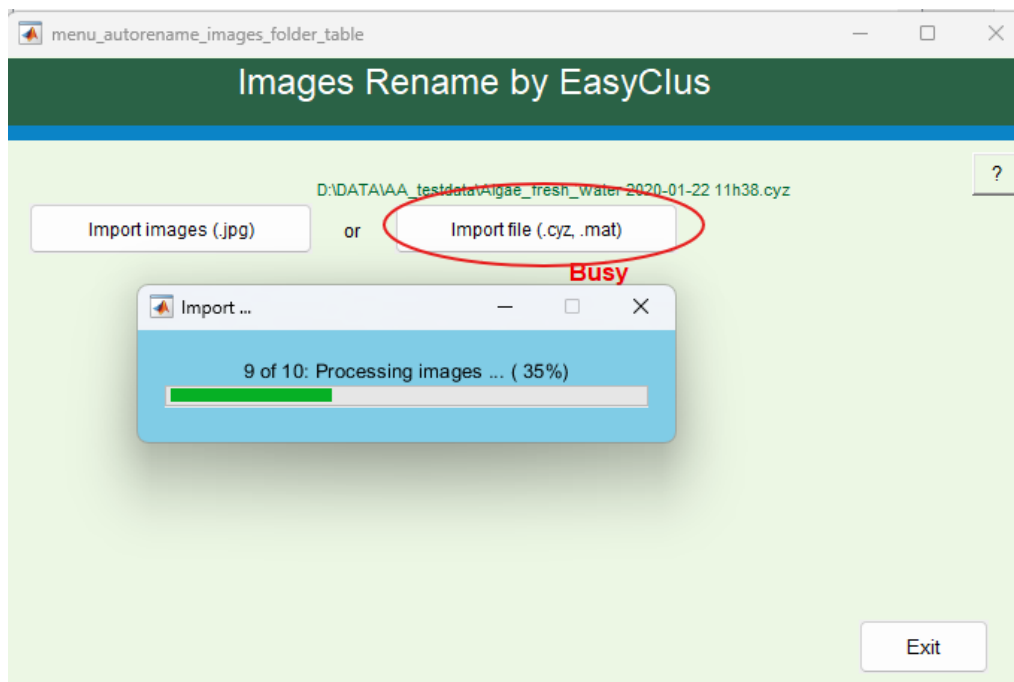 menu_autorename_images_folder_table
Images Rename by EasyClus
?
D:\DATA\AA_testdata\Algae_fresh_water 2020-01-22 11h38.cyz
Import images (.jpg)
or
Import file (.cyz, .mat)
Busy
Import ...
9 of 10: Processing images ... ( 35%)
Exit